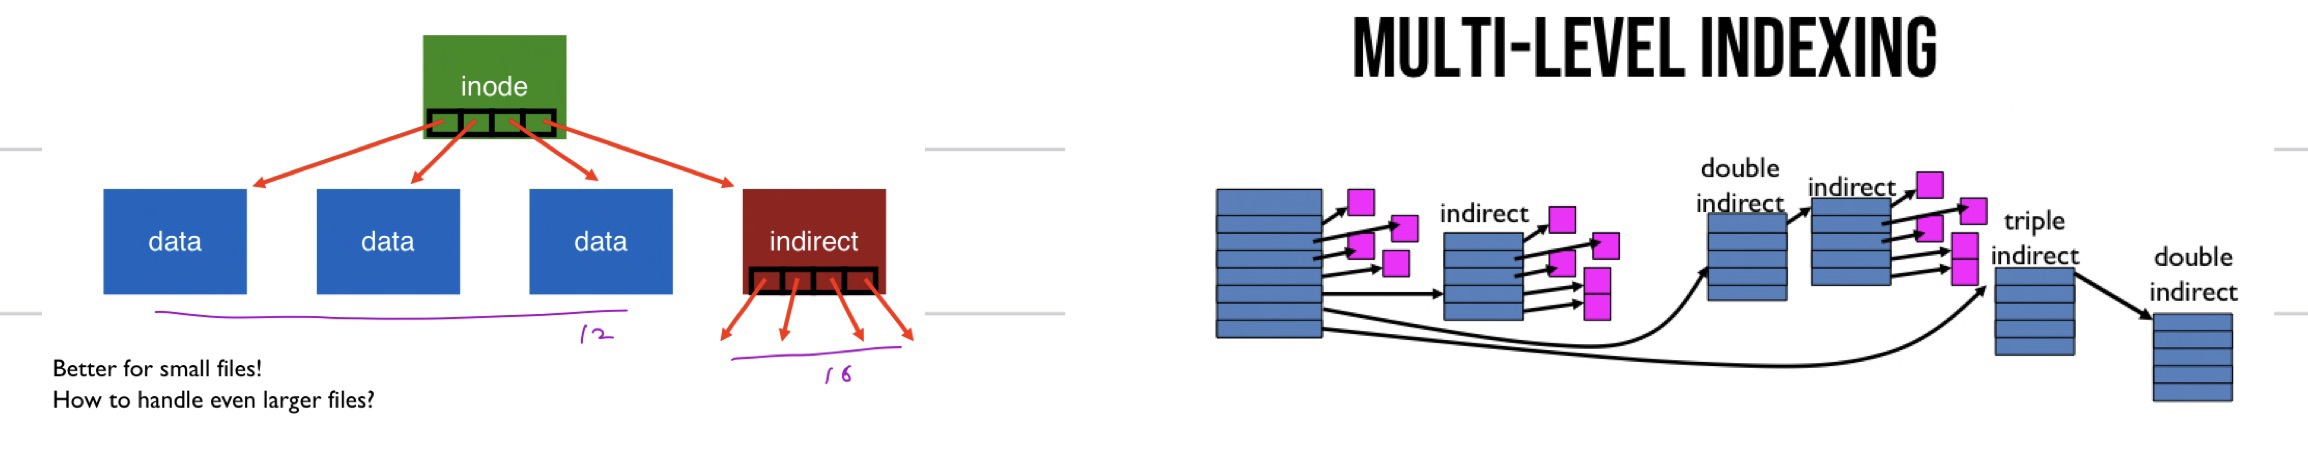 inode
data
data
data
indirect
12
16
Better for small files!
How to handle even larger files?
MULTI-LEVEL INDEXING
indirect
double
indirect
indirect
triple
indirect
double
indirect